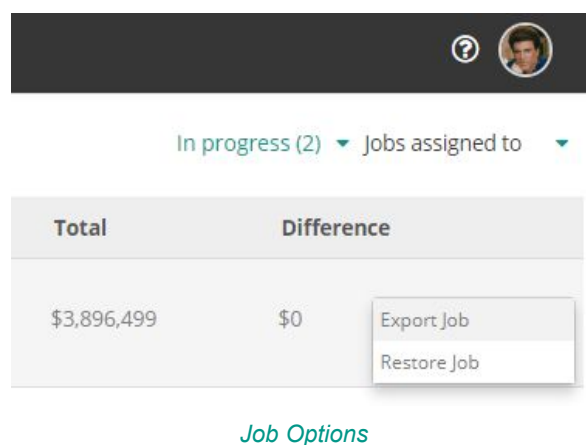 In progress (2) Jobs assigned to
Total Difference
$3,896,499 $0 Export Job
Restore Job
Job Options